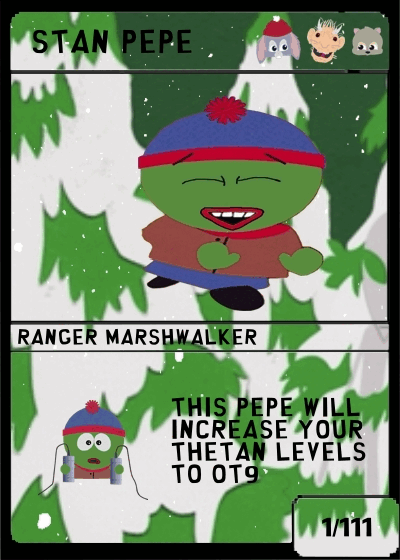 STAN PEPE
RANGER MARSHWALKER
THIS PEPE WILL
INCREASE YOUR
THETAN LEVELS
TO OT9
1/111